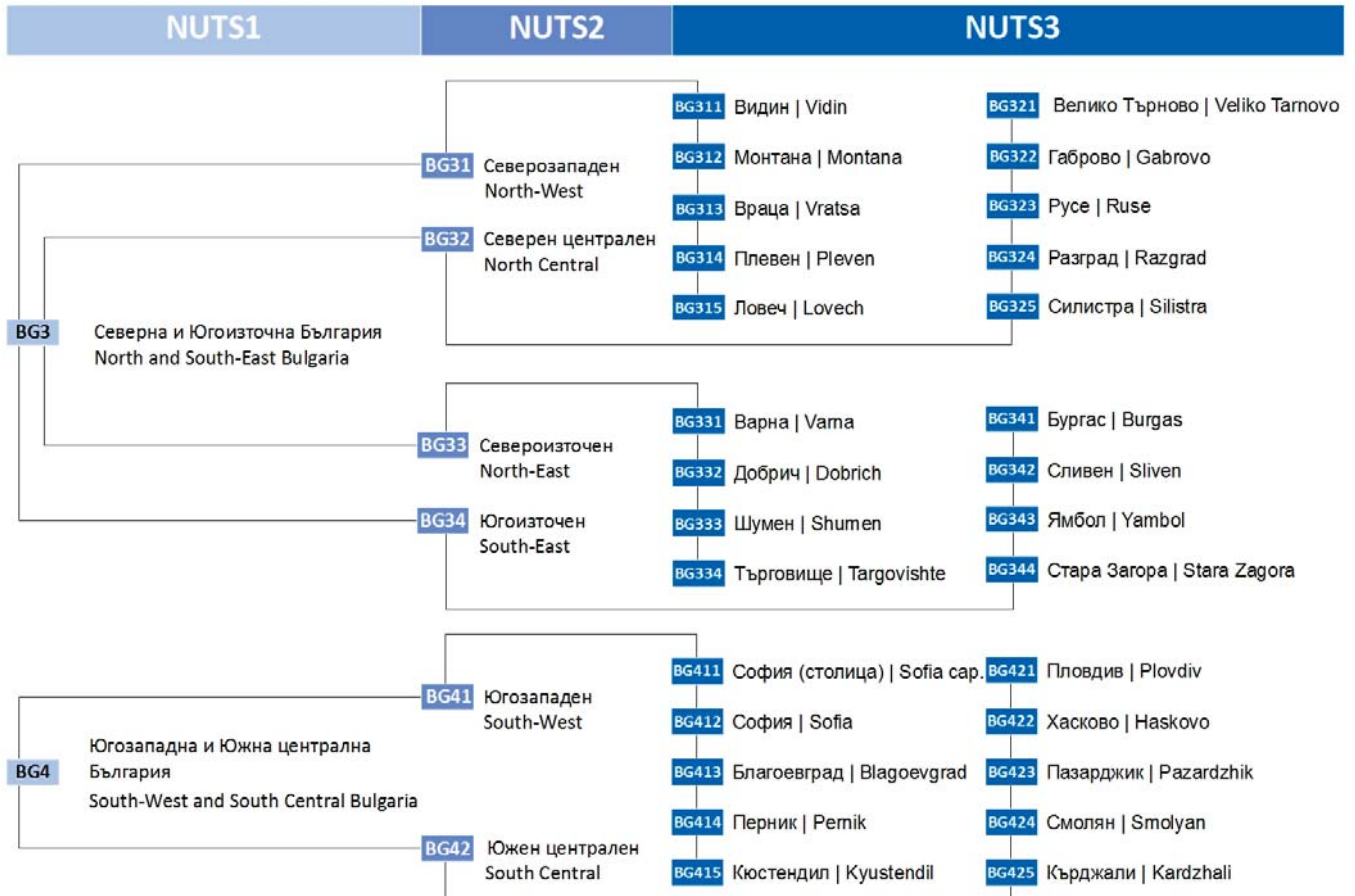 NUTS1 NUTS2 NUTS3
BG311 Видин | Vidin
BG312 Монтана | Montana
BG313 Враца | Vratsa
BG314 Плевен | Pleven
BG315 Ловеч | Lovech
BG321 Велико Търново | Veliko Tarnovo
BG322 Габрово | Gabrovo
BG323 Русе | Ruse
BG324 Разград | Razgrad
BG325 Силистра | Silistra
BG31 Северозападен
North-West
BG32 Северен централен
North Central
BG3 Северна и Югоизточна България
North and South-East Bulgaria
BG33 Североизточен
North-East
BG34 Югоизточен
South-East
BG331 Варна | Varna
BG332 Добрич | Dobrich
BG333 Шумен | Shumen
BG334 Търговище | Targovishte
BG341 Бургас | Burgas
BG342 Сливен | Sliven
BG343 Ямбол | Yambol
BG344 Стара Загора | Stara Zagora
BG41 Югозападен
South-West
BG4 Югозападна и Южна централна
България
South-West and South Central Bulgaria
BG42 Южен централен
South Central
BG411 София (столица) | Sofia cap.
BG412 София | Sofia
BG413 Благоевград | Blagoevgrad
BG414 Перник | Pernik
BG415 Кюстендил | Kyustendil
BG421 Пловдив | Plovdiv
BG422 Хасково | Haskovo
BG423 Пазарджик | Pazardzhik
BG424 Смолян | Smolyan
BG425 Кърджали | Kardzhali